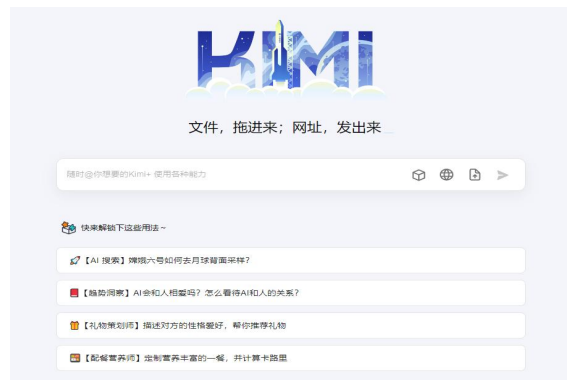 KIMI
文件，拖进来；网址，发出来
随时@你想要的Kimi+ 使用各种能力
快来解锁下这些用法~
【AI 搜索】嫦娥六号如何去月球背面采样？
【趋势洞察】AI会和人相爱吗？怎么看待AI和人的关系？
【礼物策划师】描述对方的性格爱好，帮你推荐礼物
【配餐营养师】定制营养丰富的一餐，并计算卡路里